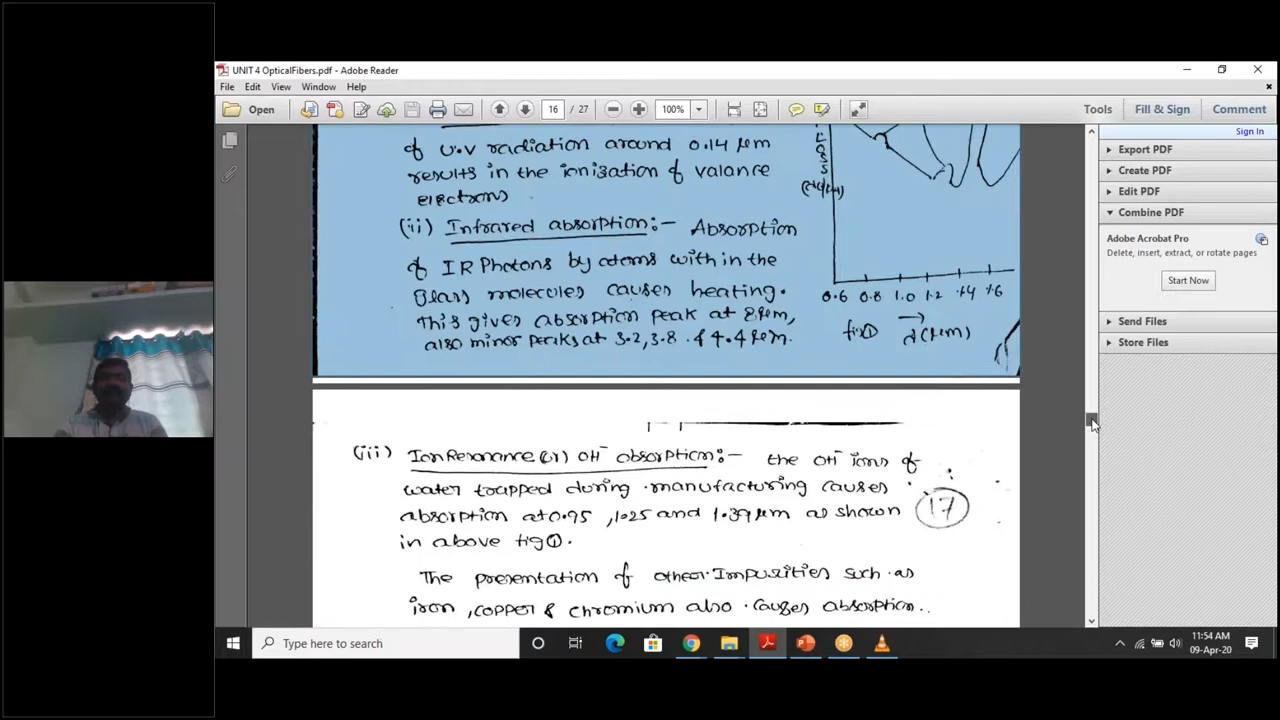 UNIT 4 OpticalFibers.pdf - Adobe Reader
File Edit View Window Help
Open 16 / 27 100% Tools Fill & Sign Comment
Sign In
Export PDF
Create PDF
Edit PDF
Combine PDF
Adobe Acrobat Pro
Delete, insert, extract, or rotate pages
Start Now
Send Files
Store Files
of U.V radiation around 0.14 μm
results in the ionisation of valance
electrons
(ii) Infrared absorption:- Absorption
of IR Photons by atoms with in the
Glass molecules causes heating.
This gives absorption peak at 8μm,
also minor peaks at 3.2, 3.8 & 4.4 μm.
L
O
S
S
0.6 0.8 1.0 1.2 1.4 1.6
fig① λ(μm)
(iii) Ion Resonance (or) OH⁻ absorption:- the OH⁻ ions of
water trapped during manufacturing causes
absorption at 0.95, 1.25 and 1.39 μm as shown
in above fig①.
17
The presentation of other Impurities such as
iron, copper & chromium also causes absorption..
Type here to search
11:54 AM
09-Apr-20